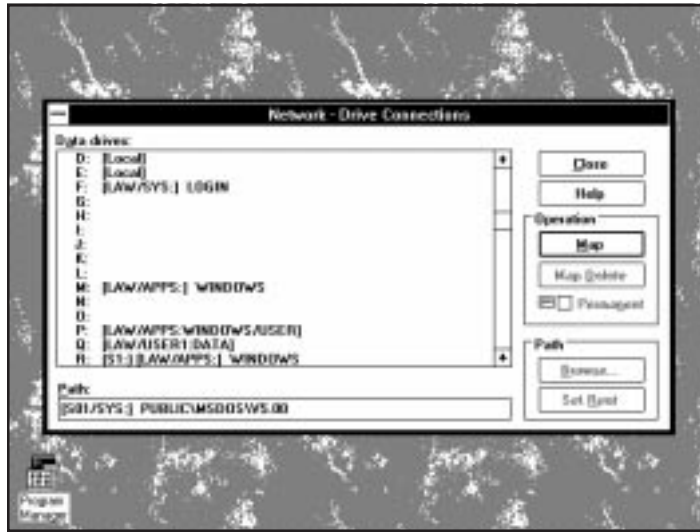 Network - Drive Connections
Data drives:
D: [Local]
E: [Local]
F: [LAW/SYS:] LOGIN
G:
H:
I:
J:
K:
L:
M: [LAW/APPS:] WINDOWS
N:
O:
P: [LAW/APPS:WINDOWS/USER]
Q: [LAW/USER1:DATA]
R: [S1:] [LAW/APPS:] WINDOWS
Path:
[S01/SYS:] PUBLIC\MSDOS\V5.00
Close
Help
Operation
Map
Map Delete
Permanent
Path
Browse...
Set Root
Program
Manager